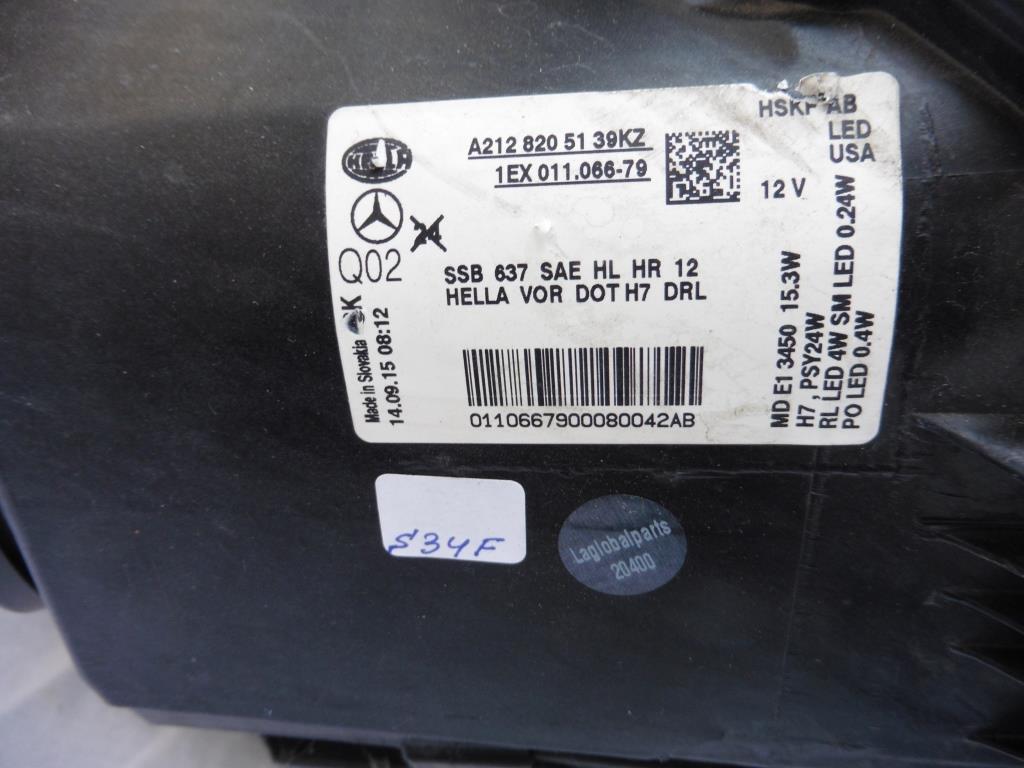 HELLA
A212 820 51 39KZ
1EX 011.066-79
AB
LED
USA
12 V
24
Q02
SSB 637 SAE HL HR 12
HELLA VOR DOT H7 DRL
Made in Slovakia
14.09.15 08:12
0110667900080042AB
MD E1 3450 15.3W
H7 , PSY24W
RL LED 4W SM LED 0.24W
PO LED 0.4W
S34F
Laglobalparts
20400